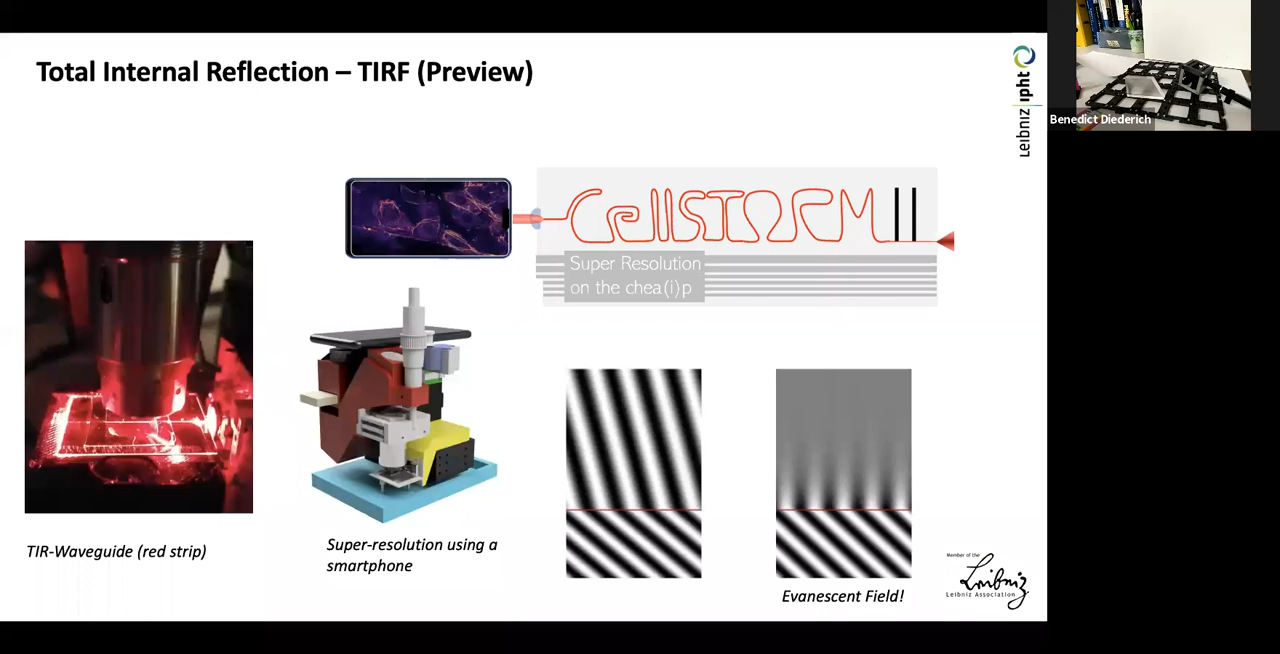 Total Internal Reflection – TIRF (Preview)
Leibniz ipht
Benedict Diederich
CellSTORM II
Super Resolution
on the chea(i)p
TIR-Waveguide (red strip)
Super-resolution using a
smartphone
Evanescent Field!
Member of the
Leibniz
Leibniz Association